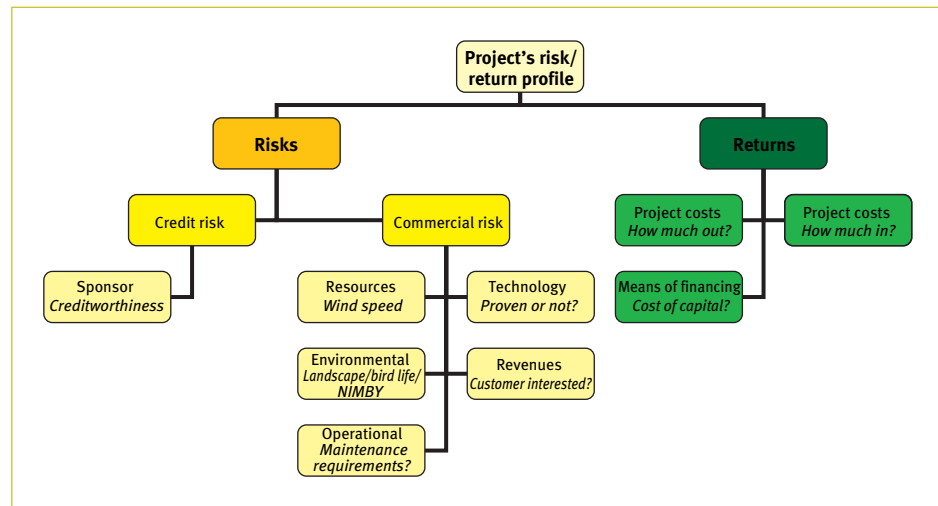 Project's risk/
return profile
Risks
Returns
Credit risk
Commercial risk
Project costs
How much out?
Project costs
How much in?
Sponsor
Creditworthiness
Resources
Wind speed
Technology
Proven or not?
Means of financing
Cost of capital?
Environmental
Landscape/bird life/
NIMBY
Revenues
Customer interested?
Operational
Maintenance
requirements?